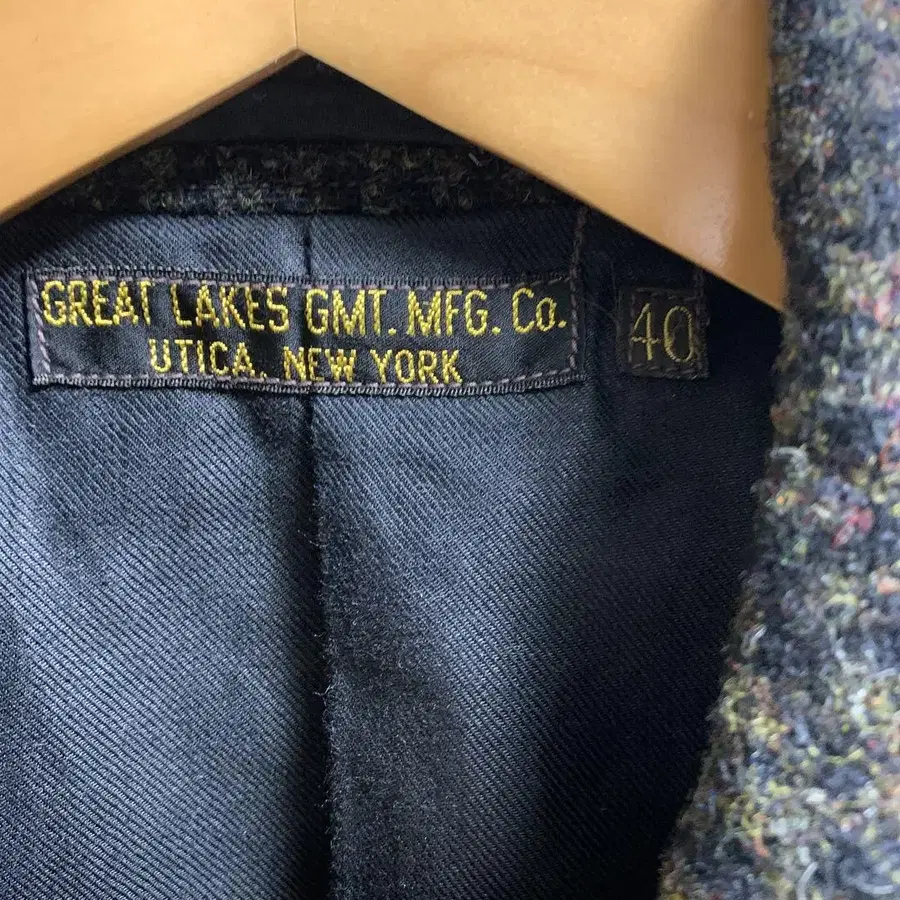 GREAT LAKES GMT. MFG. Co.
UTICA, NEW YORK
40